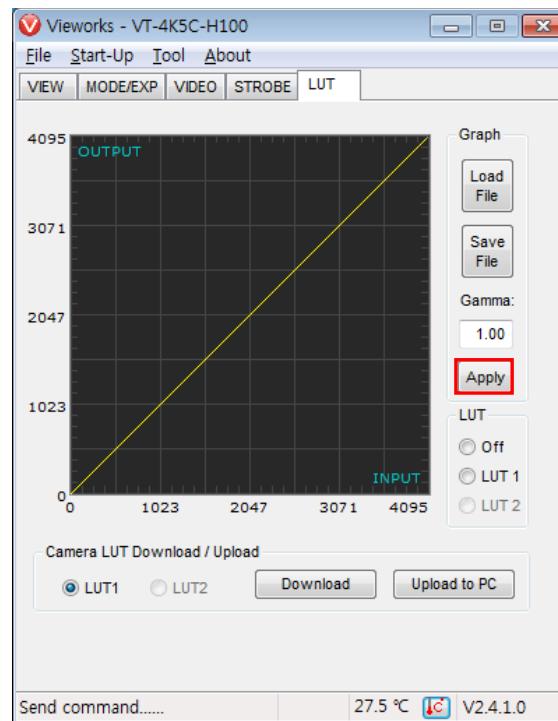 Vieworks - VT-4K5C-H100
File Start-Up Tool About
VIEW MODE/EXP VIDEO STROBE LUT
4095
3071
2047
1023
0
OUTPUT
INPUT
0 1023 2047 3071 4095
Graph
Load
File
Save
File
Gamma:
1.00
Apply
LUT
Off
LUT 1
LUT 2
Camera LUT Download / Upload
LUT1 LUT2 Download Upload to PC
Send command...... 27.5 ℃ C V2.4.1.0